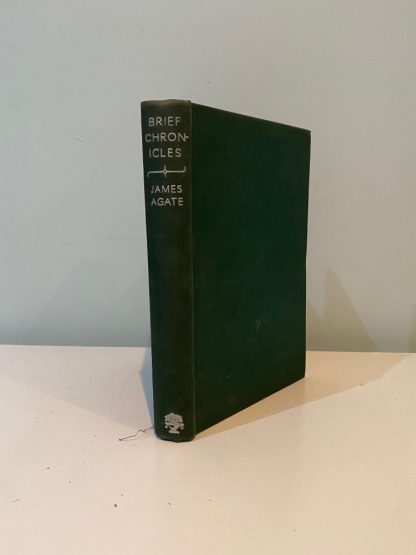 BRIEF
CHRON-
ICLES
JAMES
AGATE